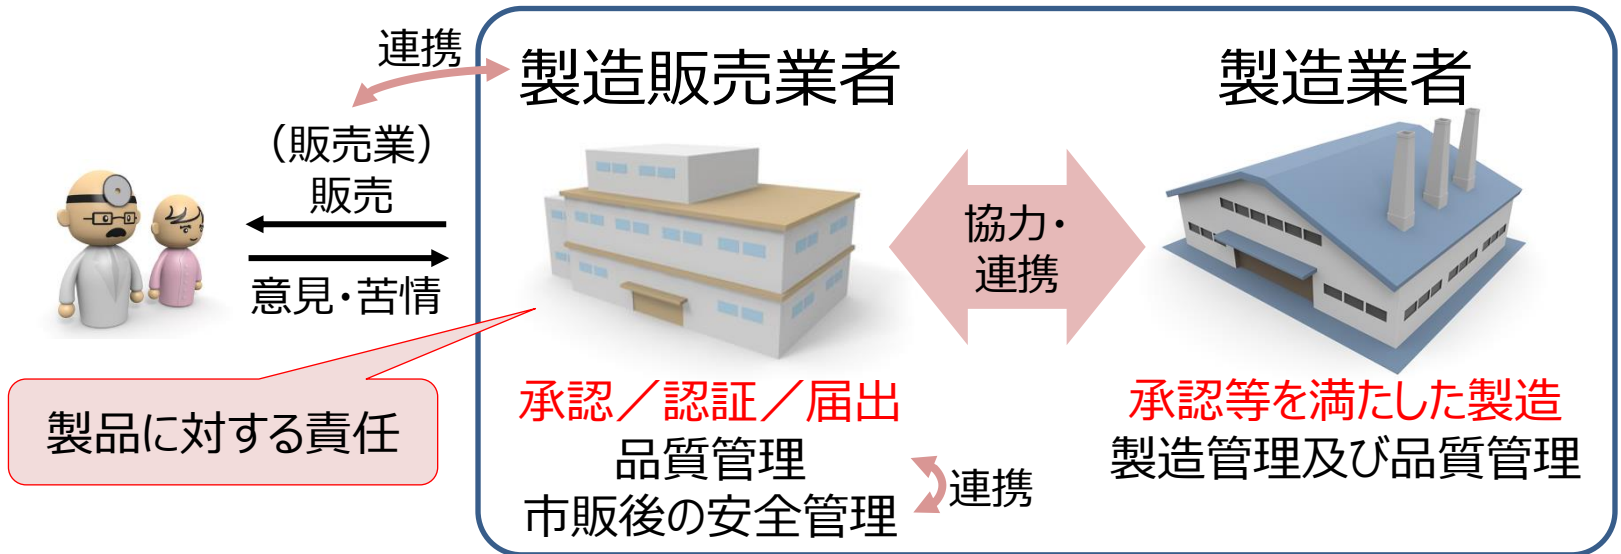 連携
製造販売業者
製造業者
（販売業）
販売
意見・苦情
協力・
連携
製品に対する責任
承認／認証／届出
品質管理
市販後の安全管理
連携
承認等を満たした製造
製造管理及び品質管理